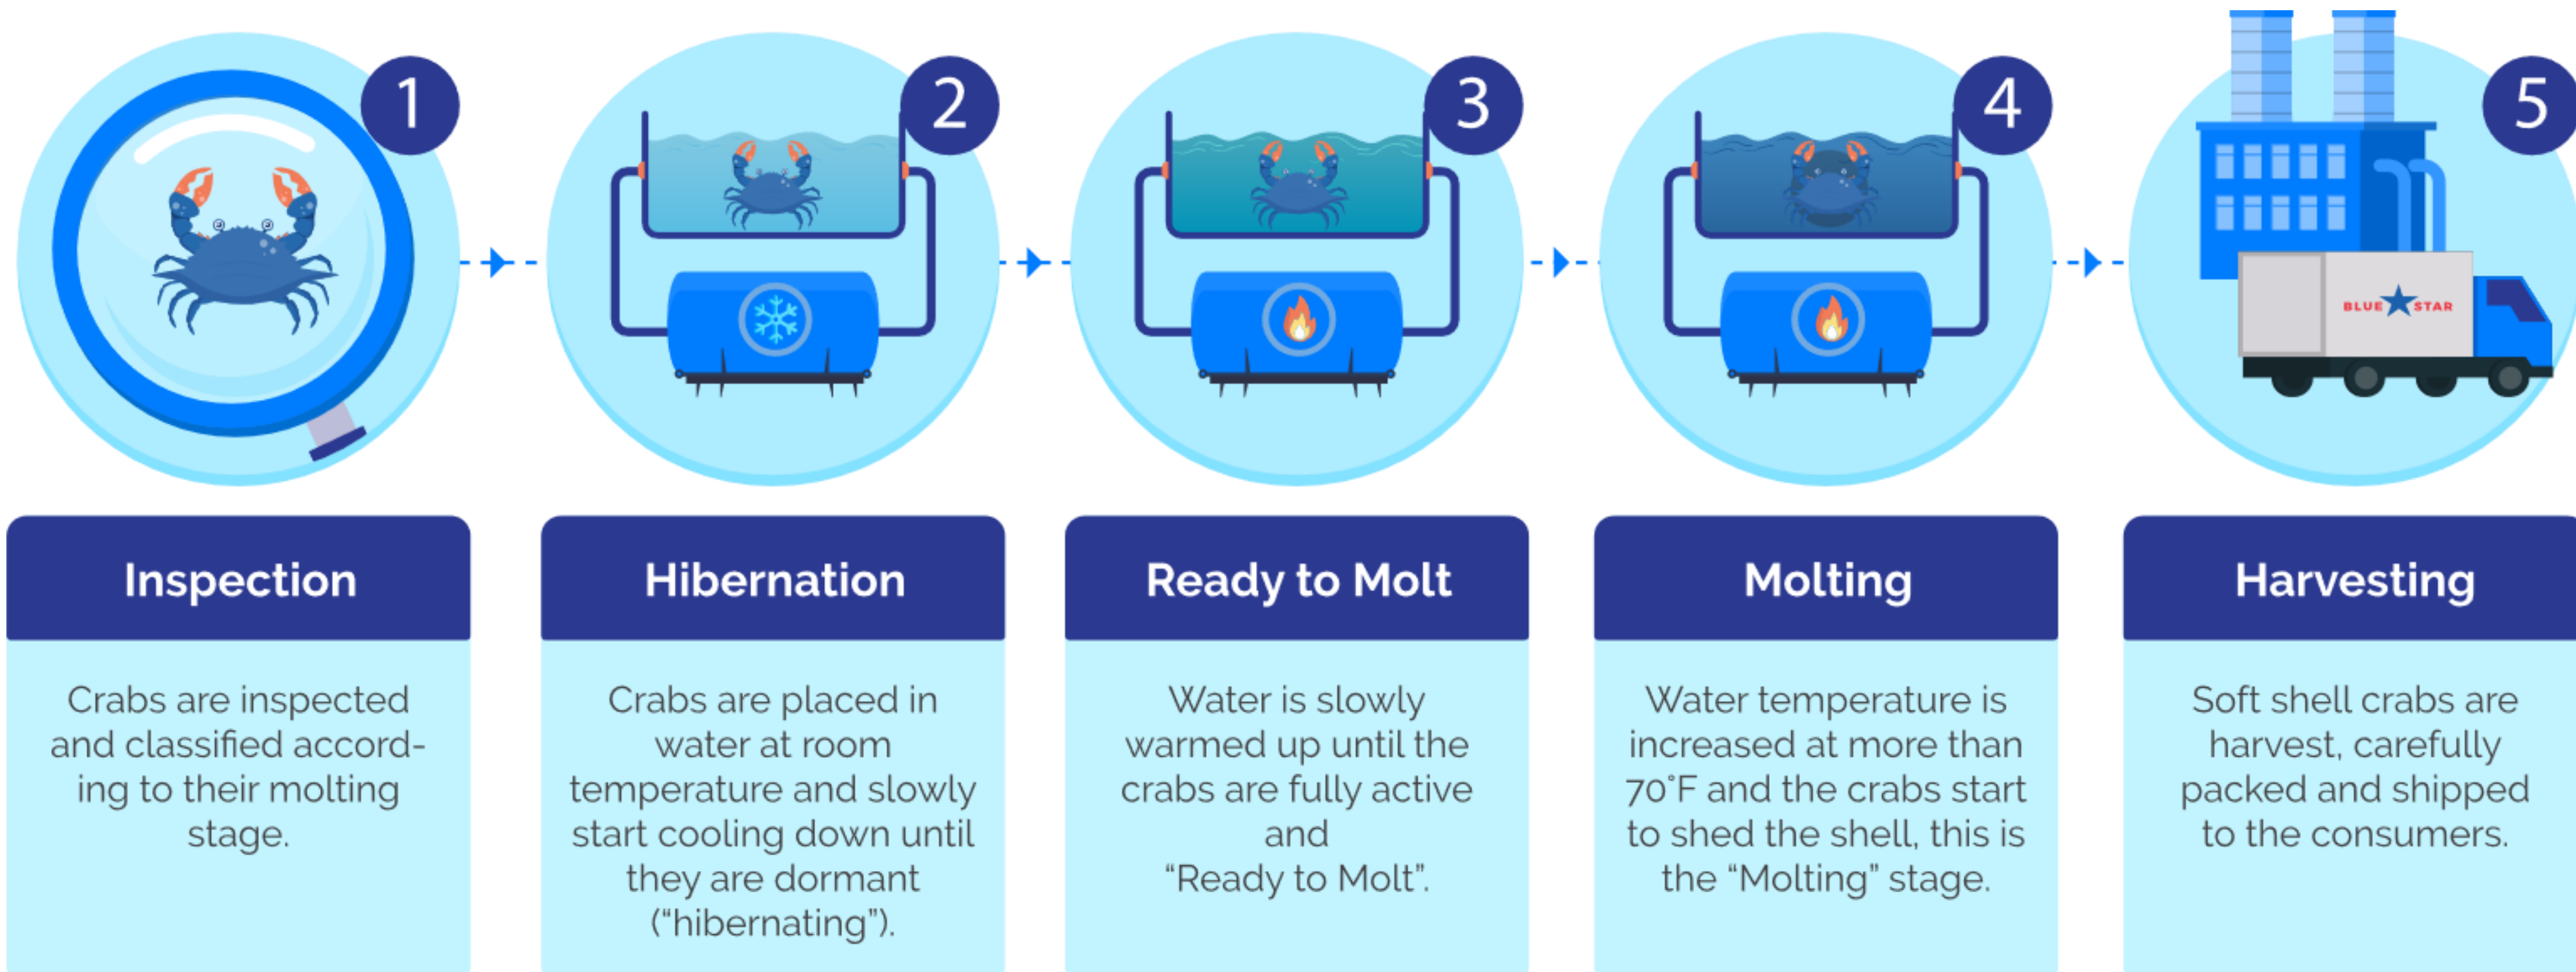 1
2
3
4
5
BLUE STAR
Inspection
Crabs are inspected
and classified accord-
ing to their molting
stage.
Hibernation
Crabs are placed in
water at room
temperature and slowly
start cooling down until
they are dormant
(“hibernating”).
Ready to Molt
Water is slowly
warmed up until the
crabs are fully active
and
“Ready to Molt”.
Molting
Water temperature is
increased at more than
70°F and the crabs start
to shed the shell, this is
the “Molting” stage.
Harvesting
Soft shell crabs are
harvest, carefully
packed and shipped
to the consumers.